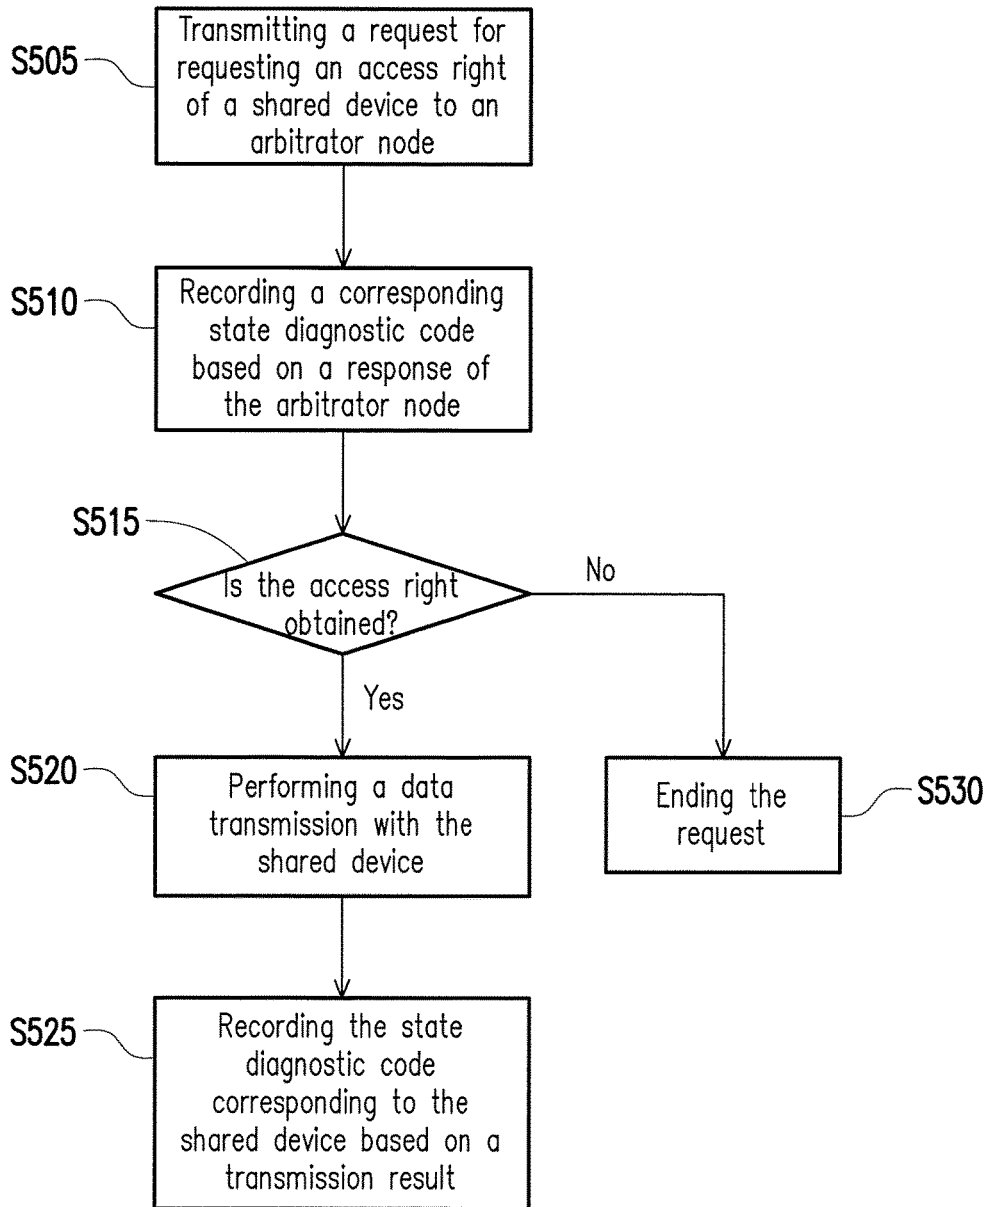 S505
Transmitting a request for
requesting an access right
of a shared device to an
arbitrator node
S510
Recording a corresponding
state diagnostic code
based on a response of
the arbitrator node
S515
Is the access right
obtained?
No
Yes
S520
Performing a data
transmission with the
shared device
Ending the
request
S530
S525
Recording the state
diagnostic code
corresponding to the
shared device based on a
transmission result